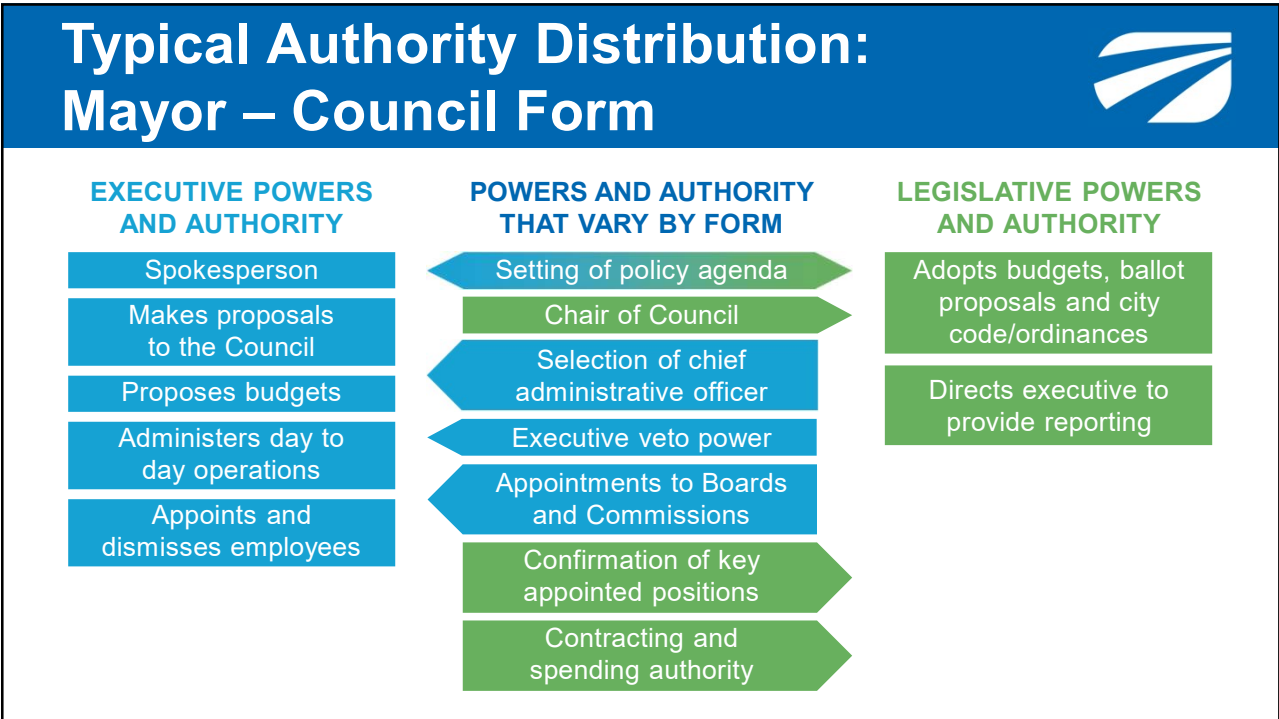 Typical Authority Distribution:
Mayor – Council Form
EXECUTIVE POWERS
AND AUTHORITY
Spokesperson
Makes proposals
to the Council
Proposes budgets
Administers day to
day operations
Appoints and
dismisses employees
POWERS AND AUTHORITY
THAT VARY BY FORM
Setting of policy agenda
Chair of Council
Selection of chief
administrative officer
Executive veto power
Appointments to Boards
and Commissions
Confirmation of key
appointed positions
Contracting and
spending authority
LEGISLATIVE POWERS
AND AUTHORITY
Adopts budgets, ballot
proposals and city
code/ordinances
Directs executive to
provide reporting